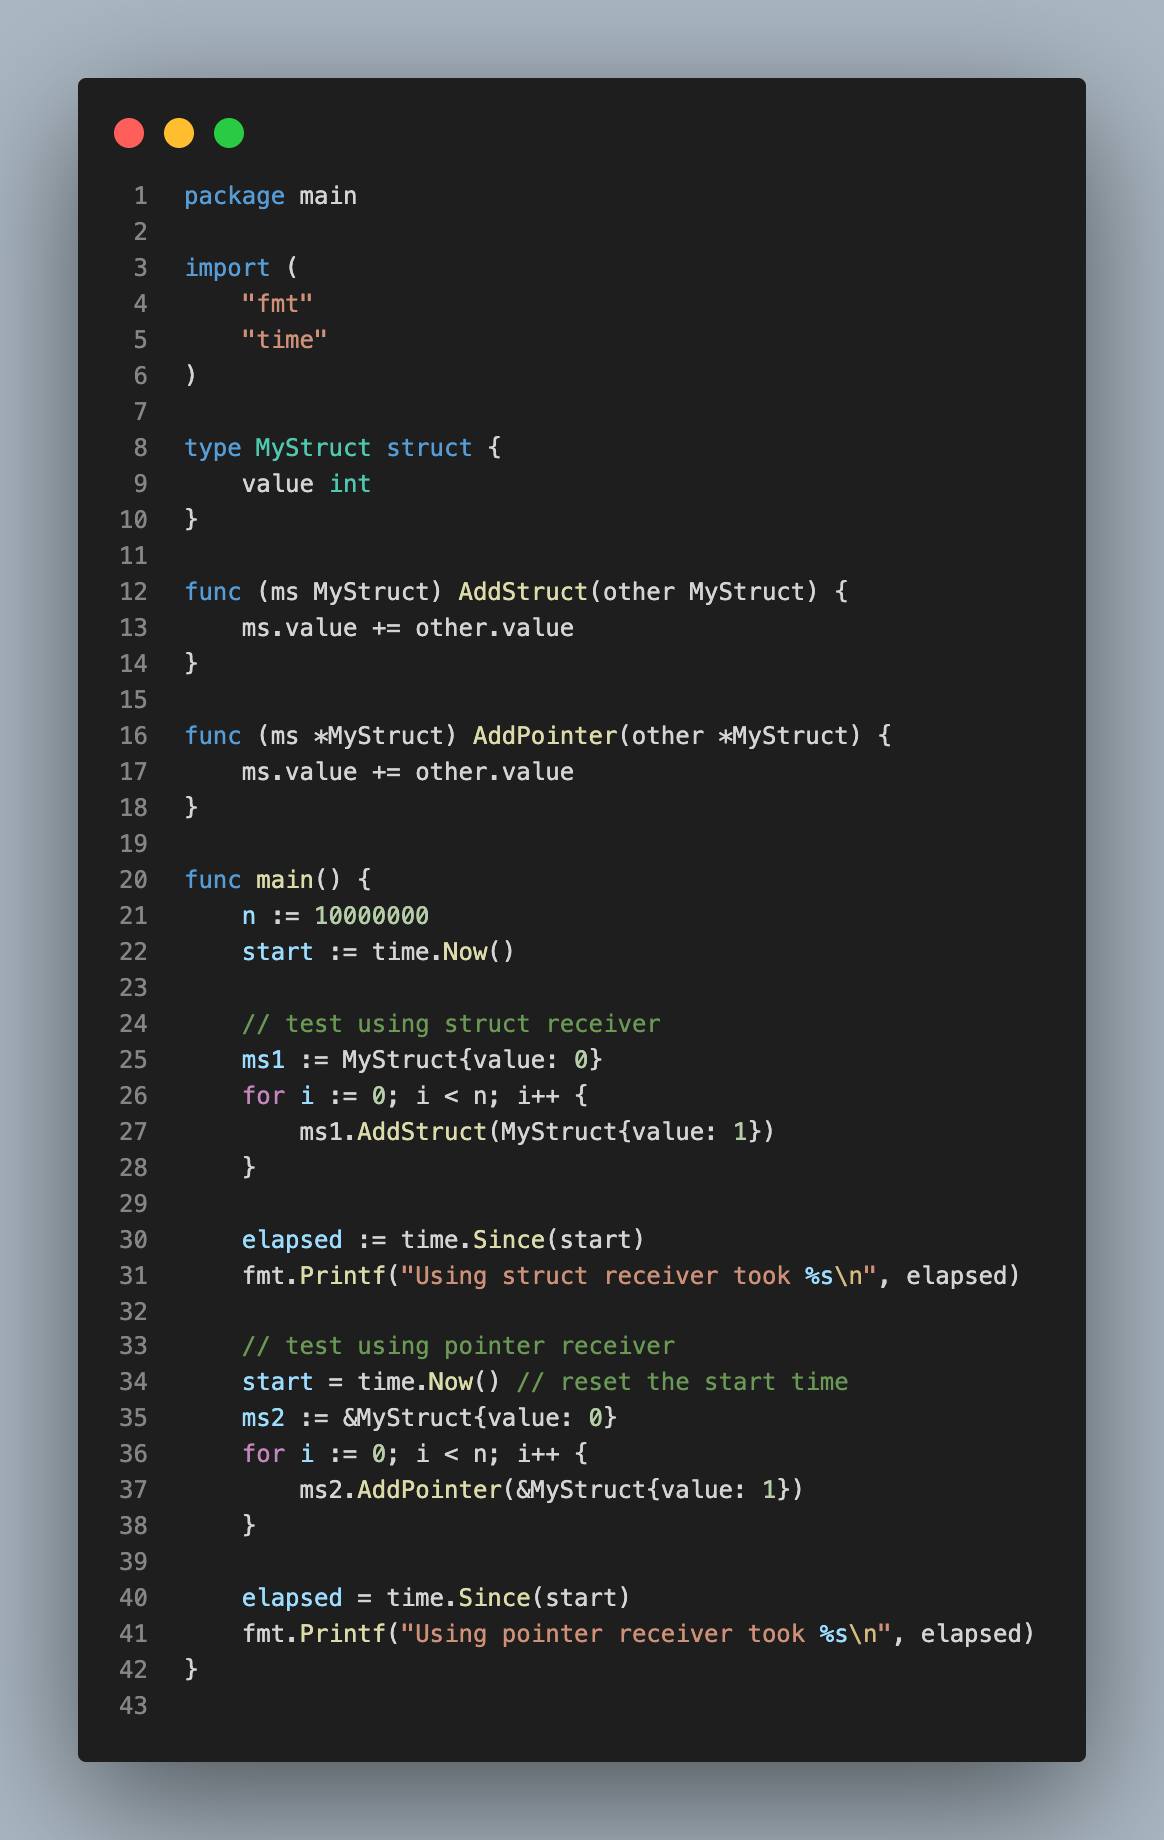 1 package main
2
3 import (
4     "fmt"
5     "time"
6 )
7
8 type MyStruct struct {
9     value int
10 }
11
12 func (ms MyStruct) AddStruct(other MyStruct) {
13     ms.value += other.value
14 }
15
16 func (ms *MyStruct) AddPointer(other *MyStruct) {
17     ms.value += other.value
18 }
19
20 func main() {
21     n := 10000000
22     start := time.Now()
23
24     // test using struct receiver
25     ms1 := MyStruct{value: 0}
26     for i := 0; i < n; i++ {
27         ms1.AddStruct(MyStruct{value: 1})
28     }
29
30     elapsed := time.Since(start)
31     fmt.Printf("Using struct receiver took %s\n", elapsed)
32
33     // test using pointer receiver
34     start = time.Now() // reset the start time
35     ms2 := &MyStruct{value: 0}
36     for i := 0; i < n; i++ {
37         ms2.AddPointer(&MyStruct{value: 1})
38     }
39
40     elapsed = time.Since(start)
41     fmt.Printf("Using pointer receiver took %s\n", elapsed)
42 }
43